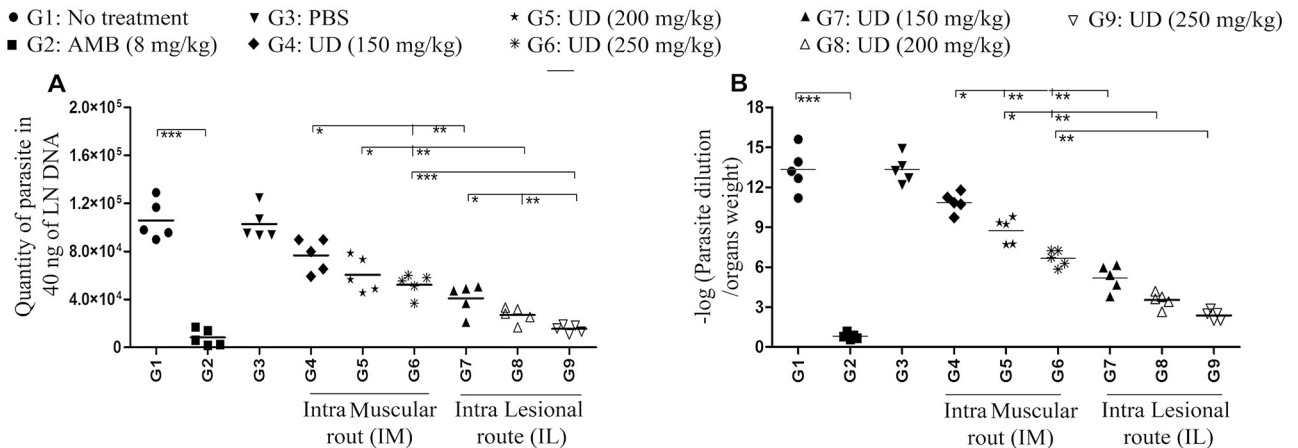 G1: No treatment G3: PBS G5: UD (200 mg/kg) G7: UD (150 mg/kg) G9: UD (250 mg/kg)
G2: AMB (8 mg/kg) G4: UD (150 mg/kg) G6: UD (250 mg/kg) G8: UD (200 mg/kg)
A
Quantity of parasite in
40 ng of LN DNA
2.0×10⁵
1.6×10⁵
1.2×10⁵
8.0×10⁴
4.0×10⁴
0
*** * ** * ** *** * **
G1 G2 G3 G4 G5 G6 G7 G8 G9
Intra Muscular Intra Lesional
rout (IM) route (IL)
B
-log (Parasite dilution
/organs weight)
18
15
12
9
6
3
0
*** * ** ** * ** **
G1 G2 G3 G4 G5 G6 G7 G8 G9
Intra Muscular Intra Lesional
rout (IM) route (IL)